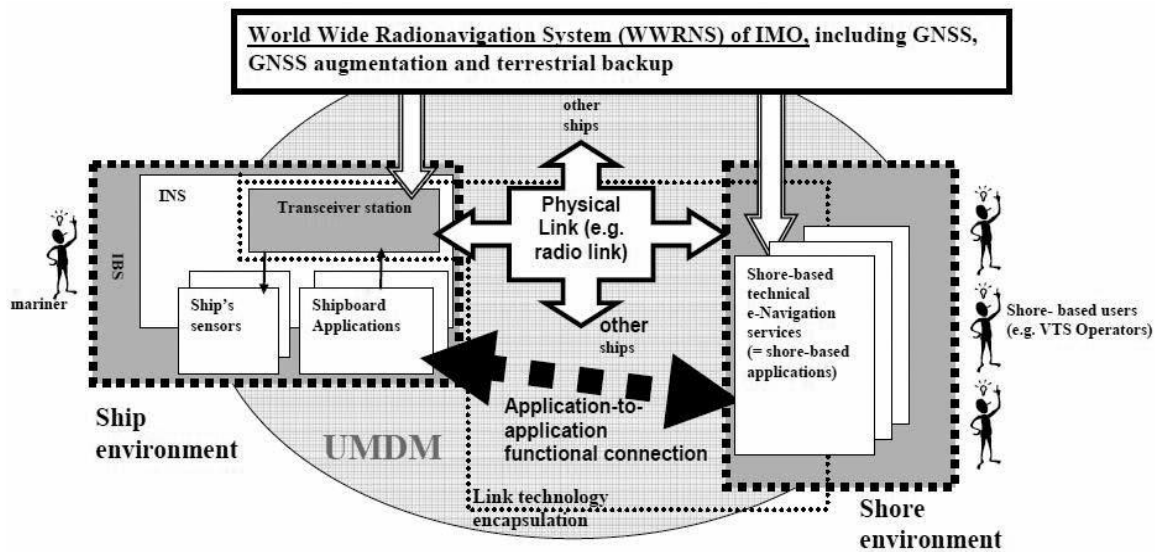 World Wide Radionavigation System (WWRNS) of IMO, including GNSS,
GNSS augmentation and terrestrial backup
other
ships
INS
Transceiver station
Physical
Link (e.g.
radio link)
IBS
mariner
Ship's
sensors
Shipboard
Applications
Shore-based
technical
e-Navigation
services
(= shore-based
applications)
Shore- based users
(e.g. VTS Operators)
other
ships
Ship
environment
Application-to-
application
functional connection
UMDM
Link technology
encapsulation
Shore
environment